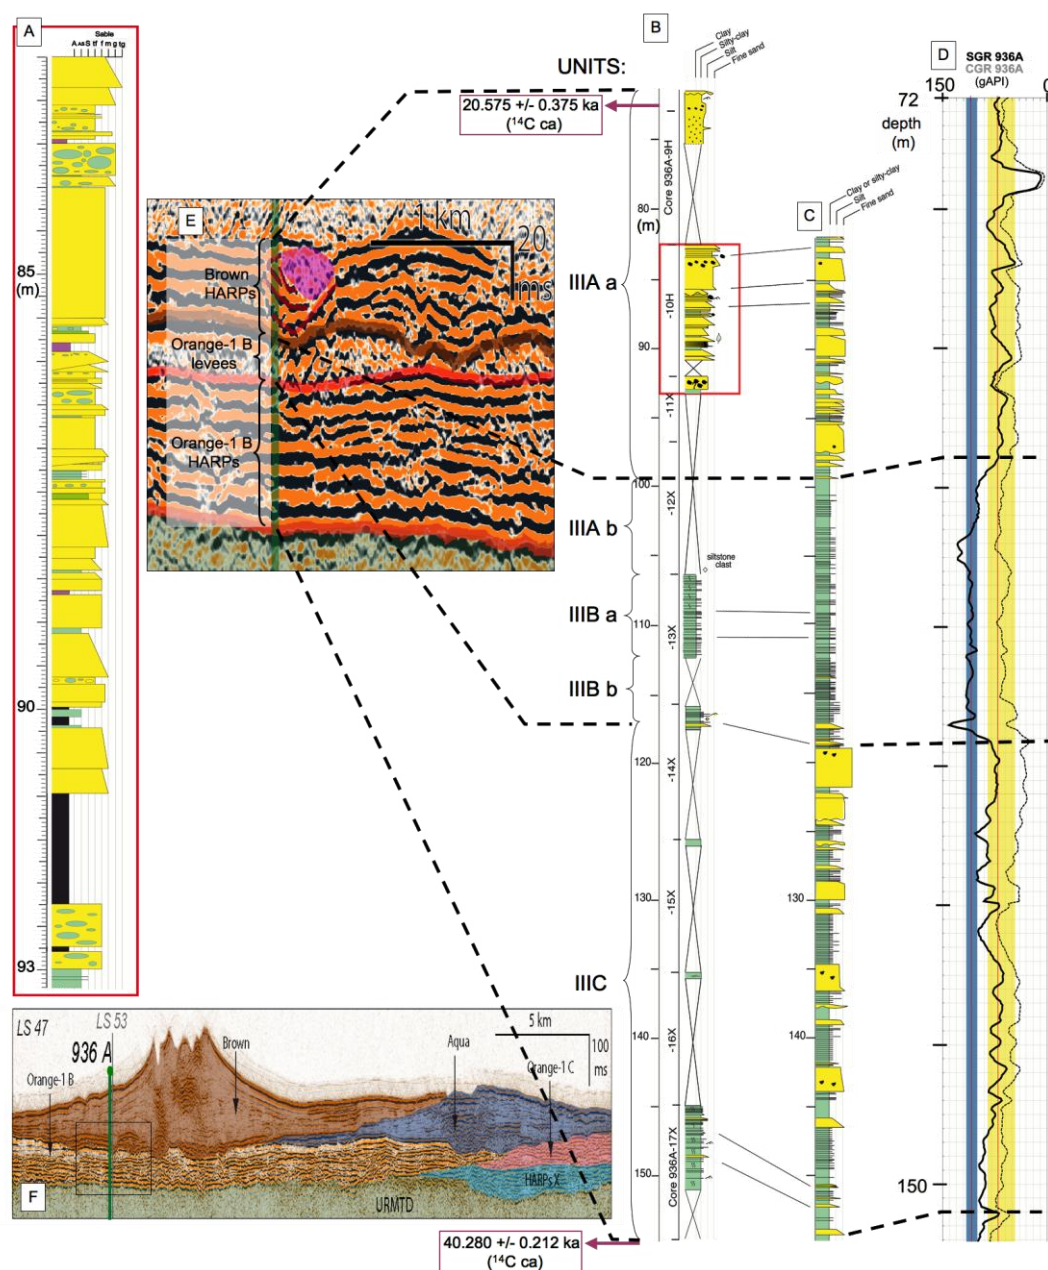 A
Sable
A AB S tf f m g tg
85
(m)
90
93
UNITS:
20.575 +/- 0.375 ka
(14C ca)
IIIA a
IIIA b
IIIB a
IIIB b
IIIC
E
1 km
20
ms
Brown
HARPs
Orange-1 B
levees
Orange-1 B
HARPs
B
Clay
Silty-clay
Silt
Fine sand
Core 936A-9H
80
(m)
-10H
90
-11X
100
-12X
siltstone
clast
110
-13X
120
-14X
130
-15X
140
-16X
150
Core 936A-17X
C
Clay or silty-clay
Silt
Fine sand
130
140
D
SGR 936A
CGR 936A
(gAPI)
150
0
72
depth
(m)
150
F
LS 47
LS 53
936 A
Orange-1 B
Brown
Aqua
5 km
100
ms
Orange-1 C
HARPs X
URMTD
40.280 +/- 0.212 ka
(14C ca)